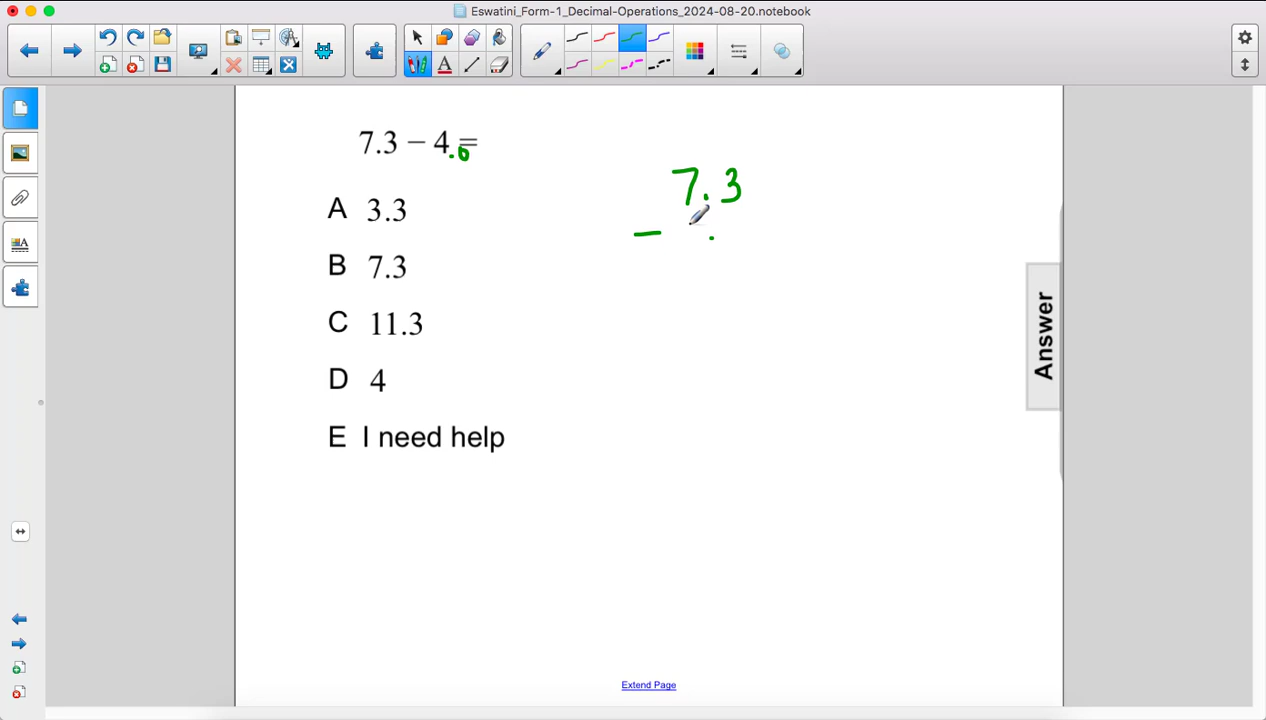 Eswatini_Form-1_Decimal-Operations_2024-08-20.notebook
7.3 − 4.0 =
7.3
− .
A 3.3
B 7.3
C 11.3
D 4
E I need help
Answer
Extend Page